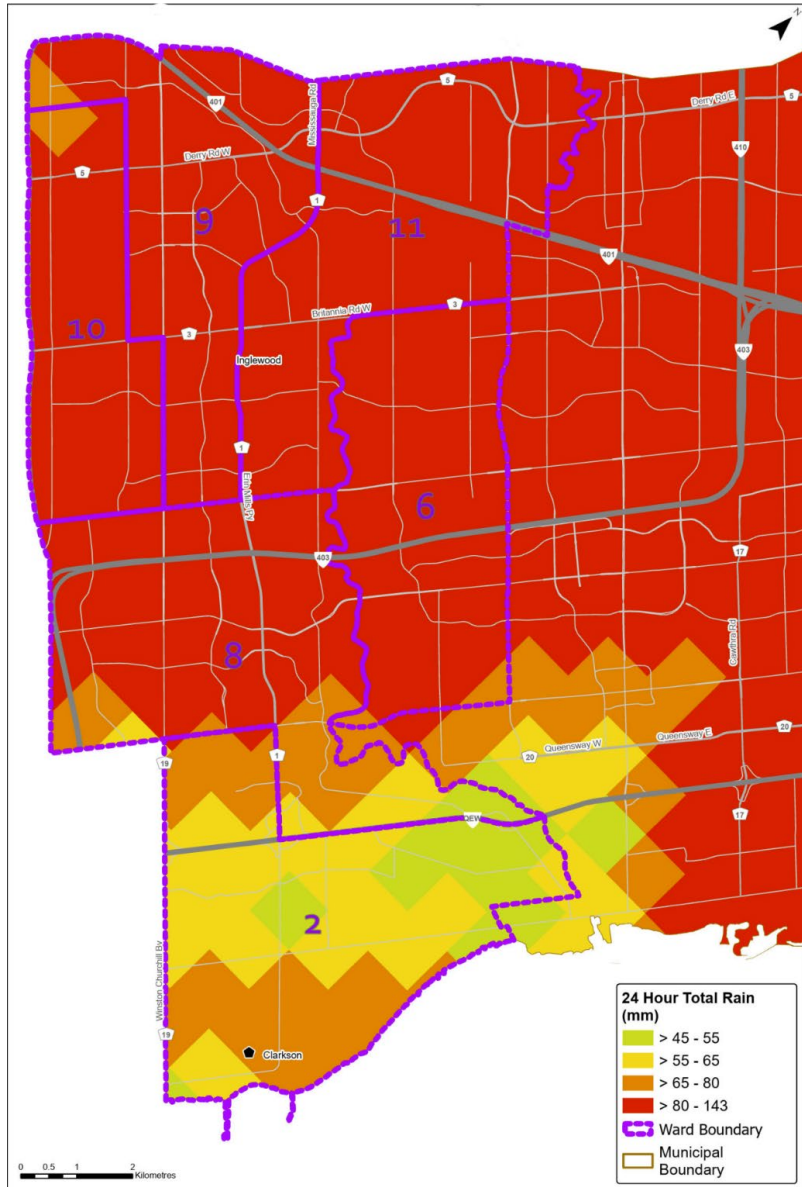 N
5
Derry Rd E
5
401
Mississauga Rd
410
Derry Rd W
5
1
9
11
401
3
Britannia Rd W
10
3
403
Inglewood
1
Erin Mills Py
6
403
17
Cawthra Rd
8
Queensway E
20
Queensway W
20
19
1
QEW
17
2
Winston Churchill Bv
19
Clarkson
24 Hour Total Rain
(mm)
> 45 - 55
> 55 - 65
> 65 - 80
> 80 - 143
Ward Boundary
Municipal
Boundary
0 0.5 1 2
Kilometres